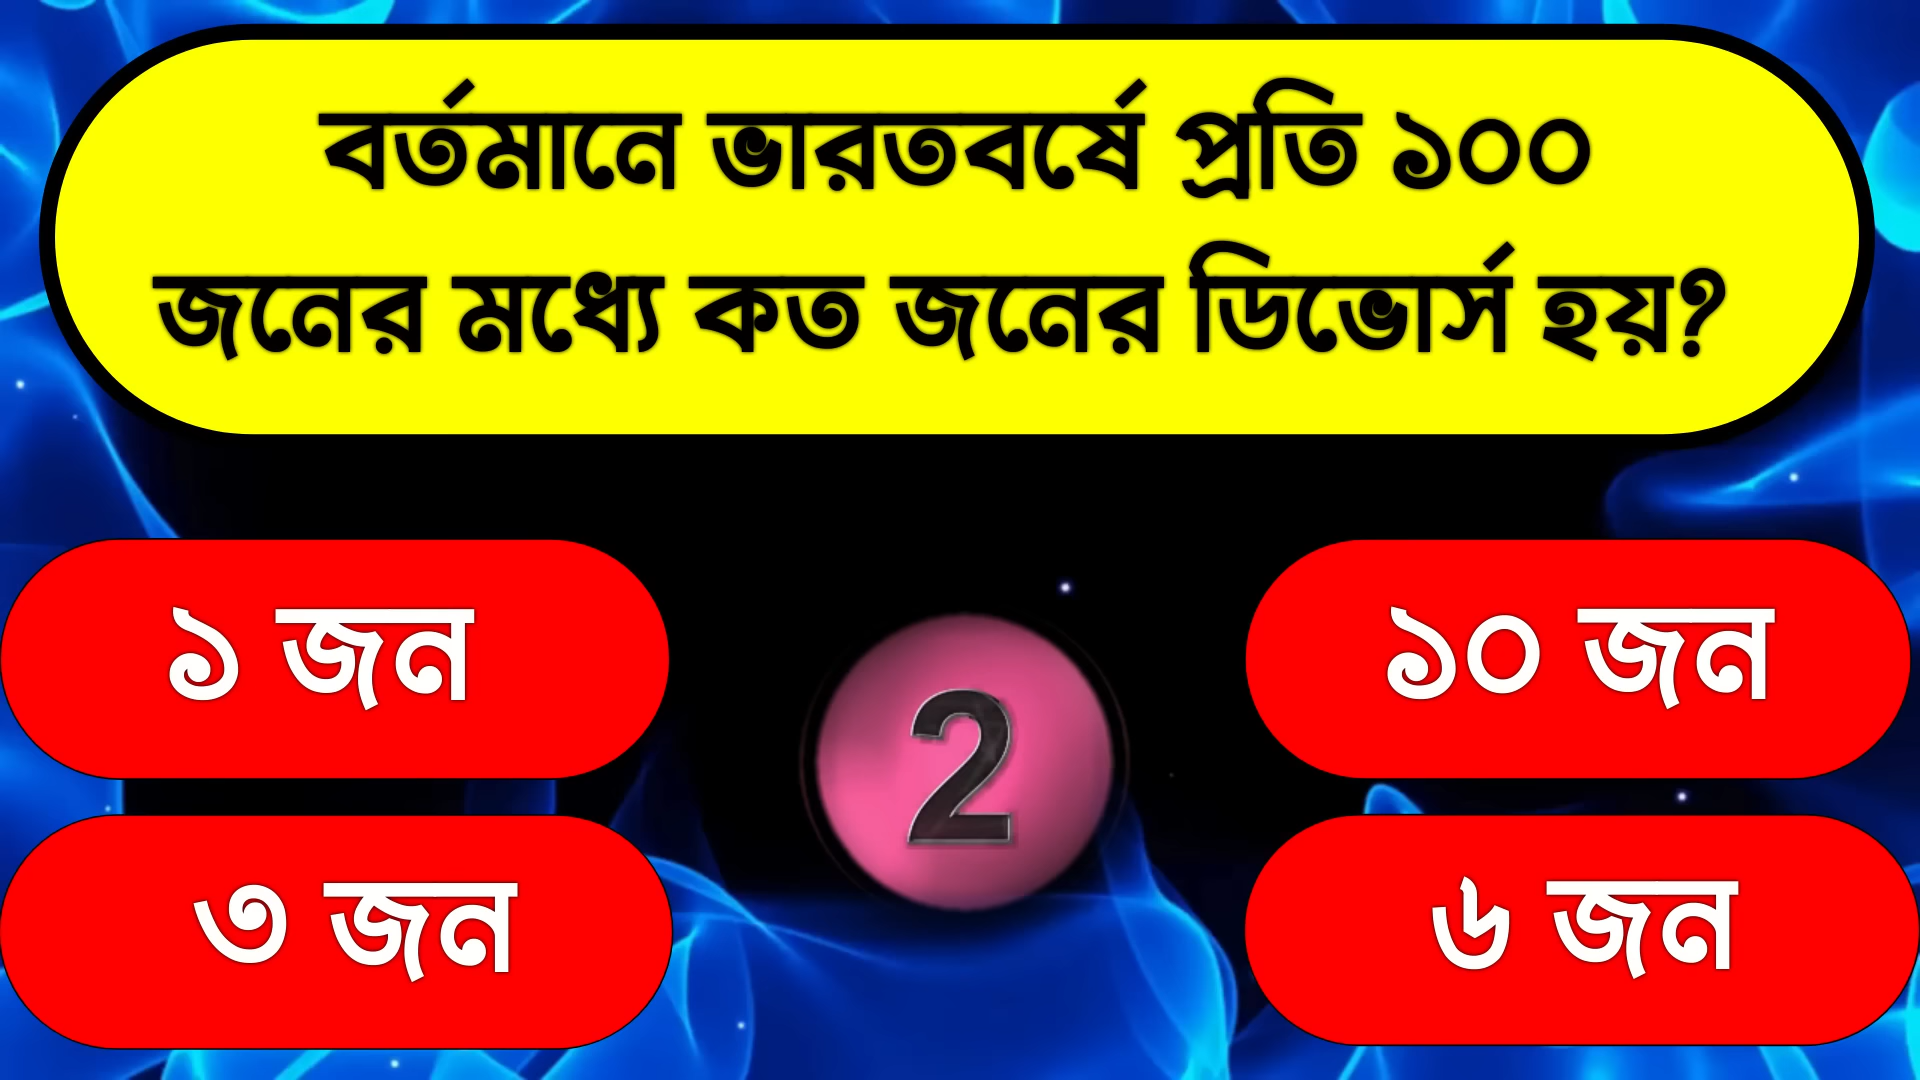 বর্তমানে ভারতবর্ষে প্রতি ১০০
জনের মধ্যে কত জনের ডিভোর্স হয়?
১ জন
১০ জন
2
৩ জন
৬ জন